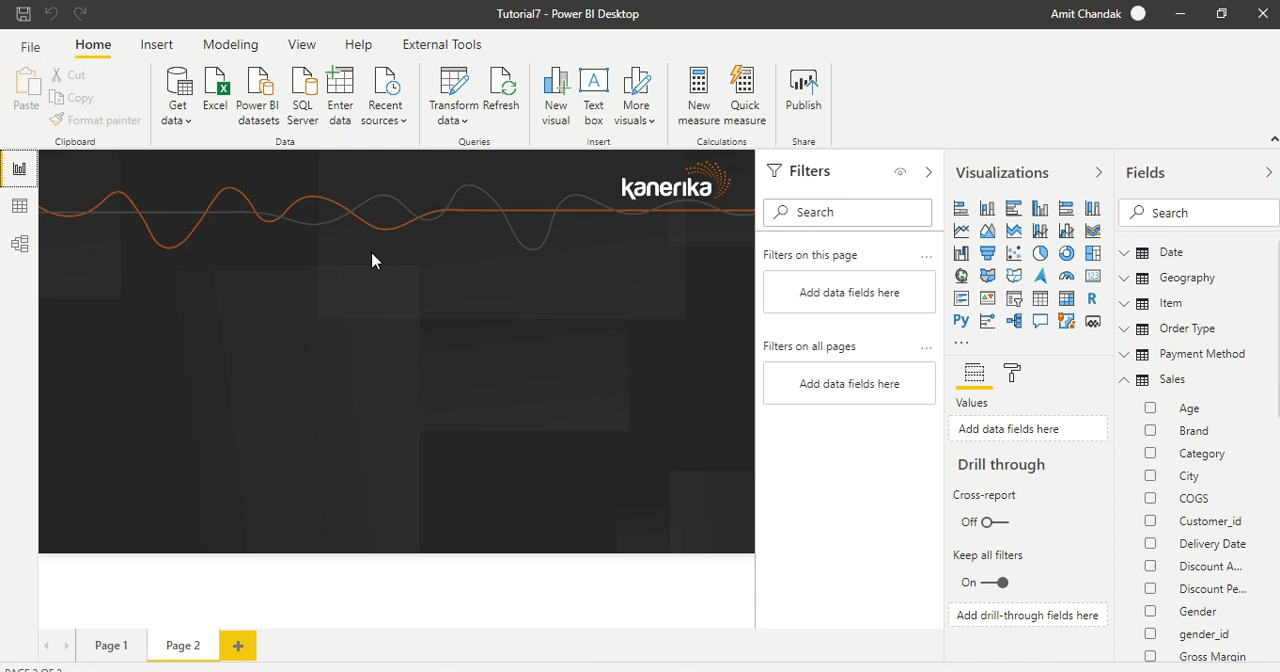 Tutorial7 - Power BI Desktop
Amit Chandak
File
Home
Insert
Modeling
View
Help
External Tools
Paste
Cut
Copy
Format painter
Clipboard
Get data
Excel
Power BI datasets
SQL Server
Enter data
Recent sources
Data
Transform data
Refresh
Queries
New visual
Text box
More visuals
Insert
New measure
Quick measure
Calculations
Publish
Share
kanerika
Filters
Search
Filters on this page
...
Add data fields here
Filters on all pages
...
Add data fields here
Visualizations
123
R
Py
...
Values
Add data fields here
Drill through
Cross-report
Off
Keep all filters
On
Add drill-through fields here
Fields
Search
Date
Geography
Item
Order Type
Payment Method
Sales
Age
Brand
Category
City
COGS
Customer_id
Delivery Date
Discount A...
Discount Pe...
Gender
gender_id
Gross Margin
Page 1
Page 2
+
PAGE 2 OF 2